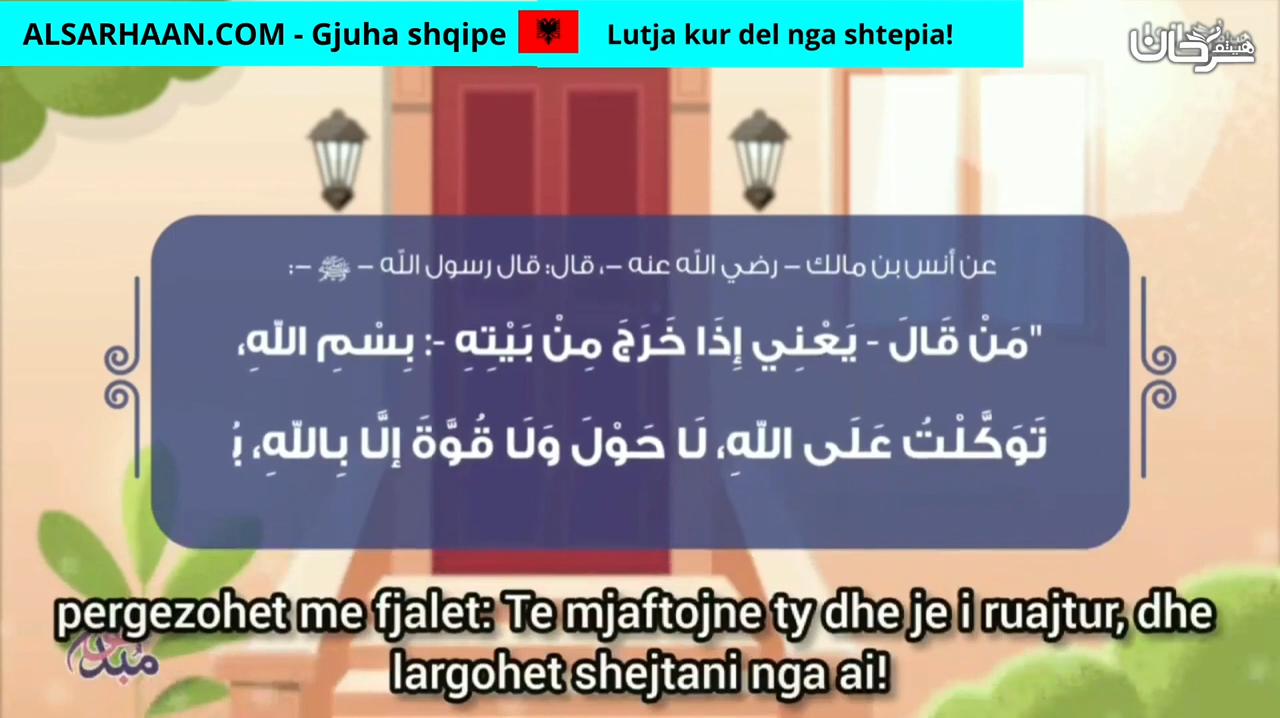 ALSARHAAN.COM - Gjuha shqipe
Lutja kur del nga shtepia!
هيثم سرحان
عن أنس بن مالك – رضي الله عنه –، قال: قال رسول الله – ﷺ –:
"مَنْ قَالَ - يَعْنِي إِذَا خَرَجَ مِنْ بَيْتِهِ -: بِسْمِ اللَّهِ،
تَوَكَّلْتُ عَلَى اللَّهِ، لَا حَوْلَ وَلَا قُوَّةَ إِلَّا بِاللَّهِ، يُ
pergezohet me fjalet: Te mjaftojne ty dhe je i ruajtur, dhe
largohet shejtani nga ai!